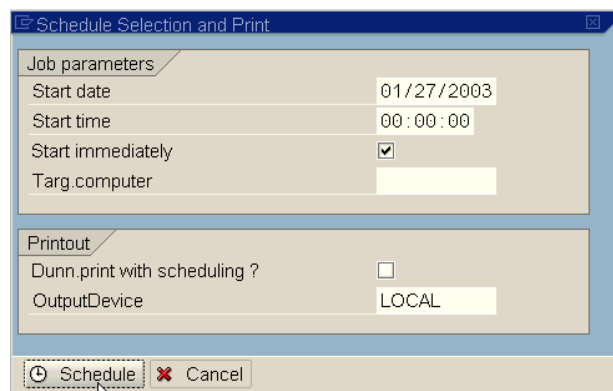 Schedule Selection and Print
Job parameters
Start date 01/27/2003
Start time 00:00:00
Start immediately
Targ.computer
Printout
Dunn.print with scheduling ?
OutputDevice LOCAL
Schedule Cancel